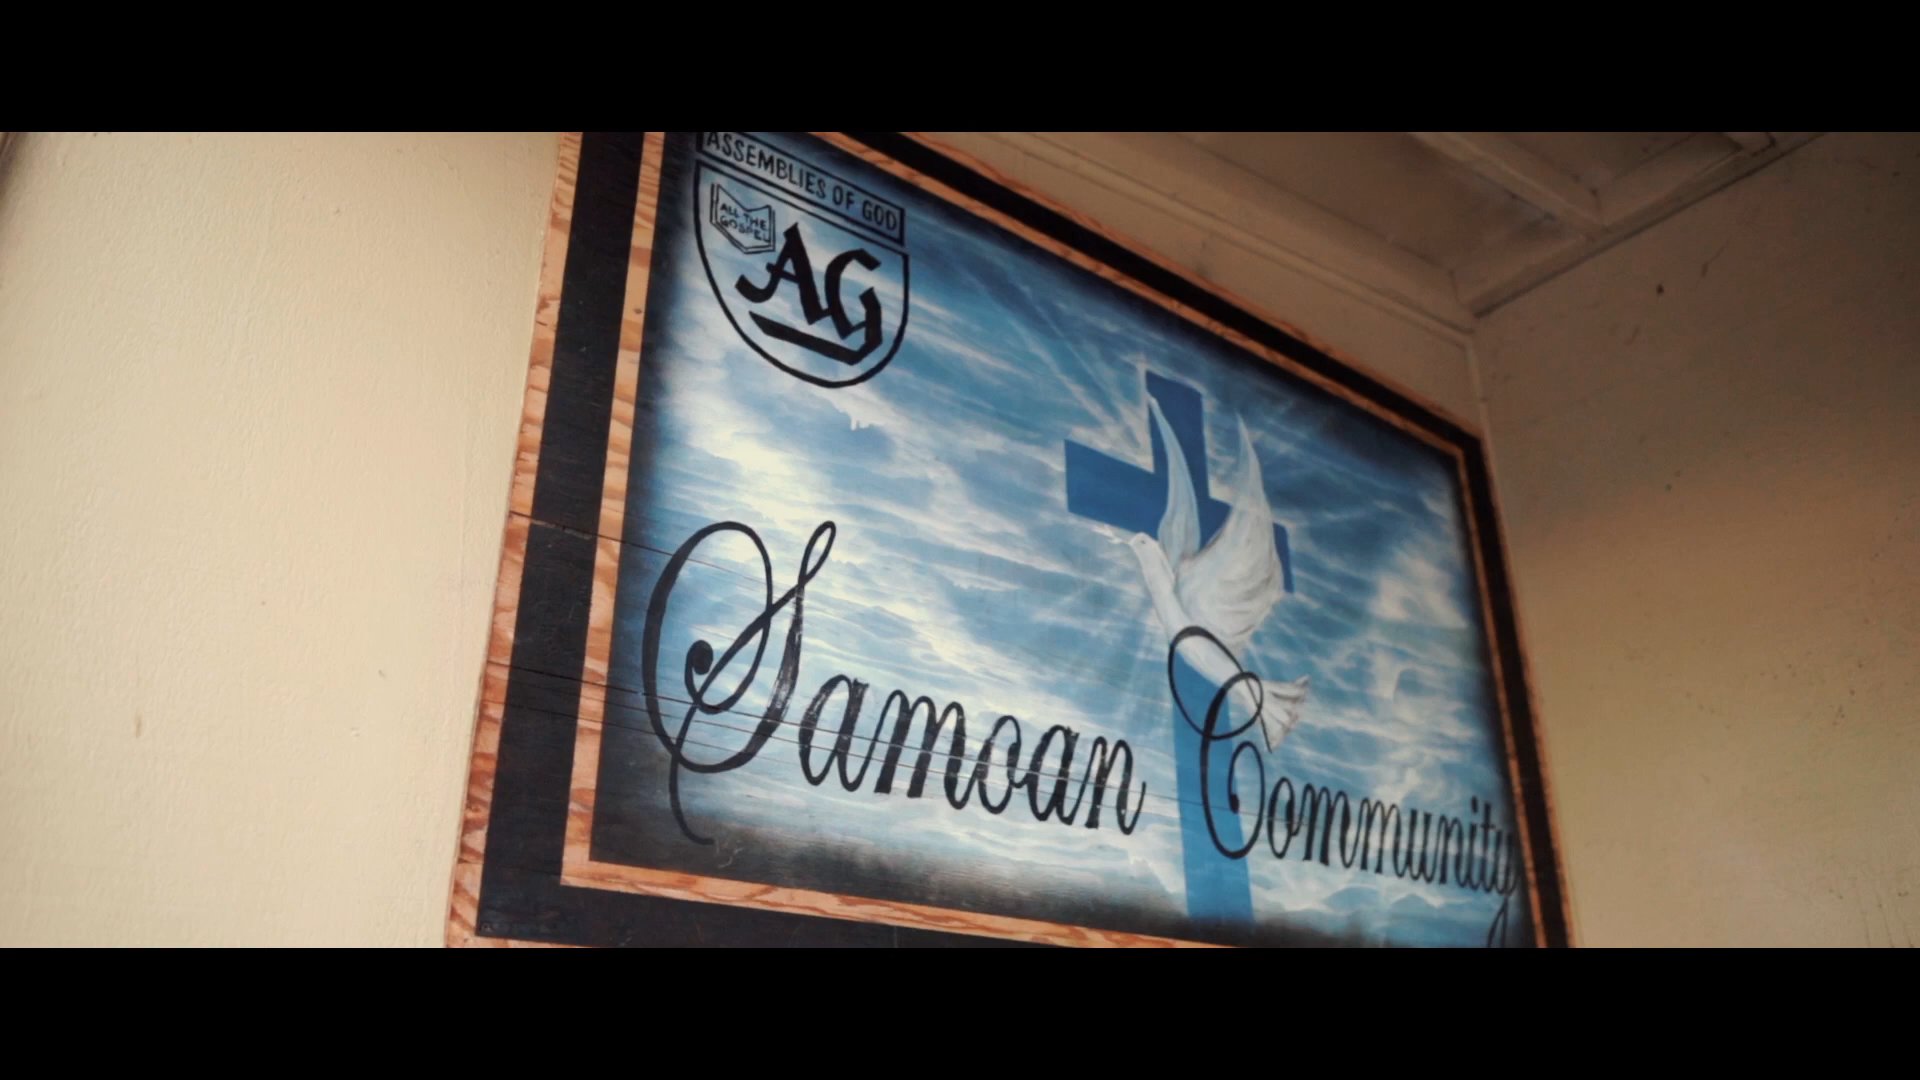 ASSEMBLIES OF GOD
ALL THE
GOSPEL
AG
Samoan Community